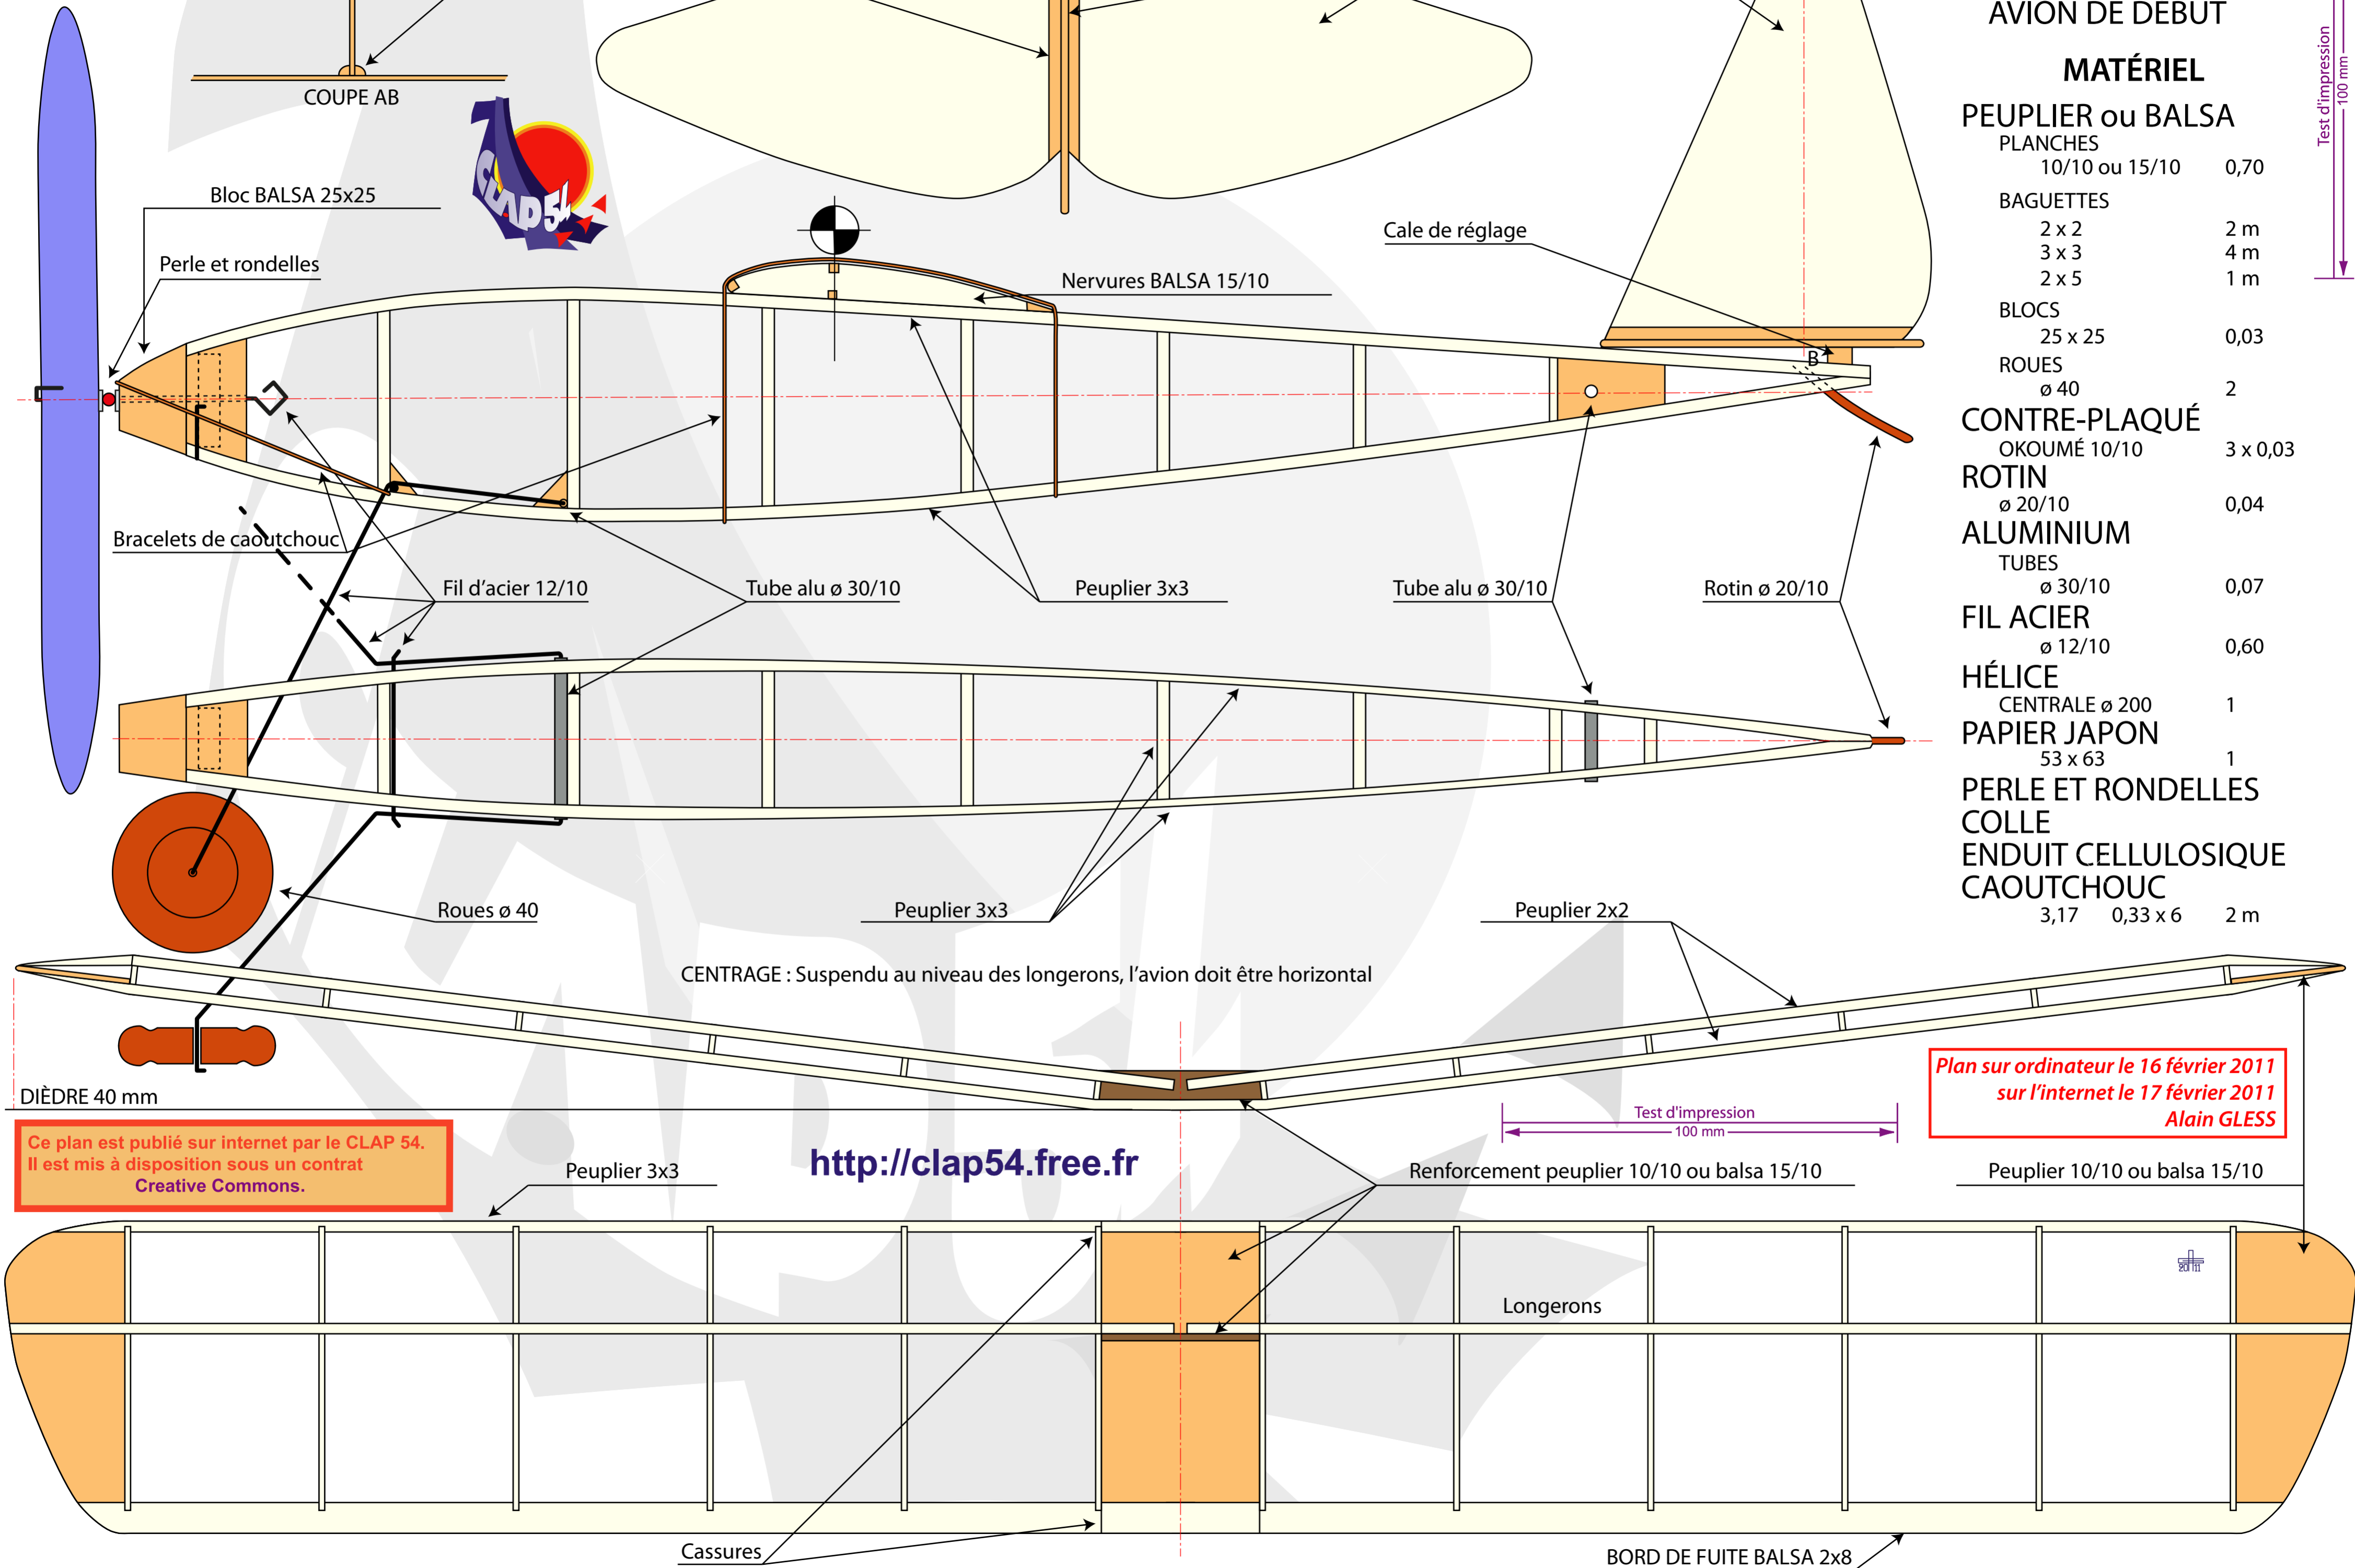 AVION DE DEBUT
MATÉRIEL
PEUPLIER ou BALSA
PLANCHES
10/10 ou 15/10 0,70
BAGUETTES
2 x 2 2 m
3 x 3 4 m
2 x 5 1 m
BLOCS
25 x 25 0,03
ROUES
ø 40 2
CONTRE-PLAQUÉ
OKOUMÉ 10/10 3 x 0,03
ROTIN
ø 20/10 0,04
ALUMINIUM
TUBES
ø 30/10 0,07
FIL ACIER
ø 12/10 0,60
HÉLICE
CENTRALE ø 200 1
PAPIER JAPON
53 x 63 1
PERLE ET RONDELLES
COLLE
ENDUIT CELLULOSIQUE
CAOUTCHOUC
3,17 0,33 x 6 2 m
Test d'impression
100 mm
COUPE AB
CLAP 54
Bloc BALSA 25x25
Perle et rondelles
Cale de réglage
Nervures BALSA 15/10
B
Bracelets de caoutchouc
Fil d'acier 12/10
Tube alu ø 30/10
Peuplier 3x3
Tube alu ø 30/10
Rotin ø 20/10
Roues ø 40
Peuplier 3x3
Peuplier 2x2
CENTRAGE : Suspendu au niveau des longerons, l'avion doit être horizontal
DIÈDRE 40 mm
Plan sur ordinateur le 16 février 2011
sur l'internet le 17 février 2011
Alain GLESS
Test d'impression
100 mm
Ce plan est publié sur internet par le CLAP 54.
Il est mis à disposition sous un contrat
Creative Commons.
http://clap54.free.fr
Peuplier 3x3
Renforcement peuplier 10/10 ou balsa 15/10
Peuplier 10/10 ou balsa 15/10
20 11
Longerons
Cassures
BORD DE FUITE BALSA 2x8